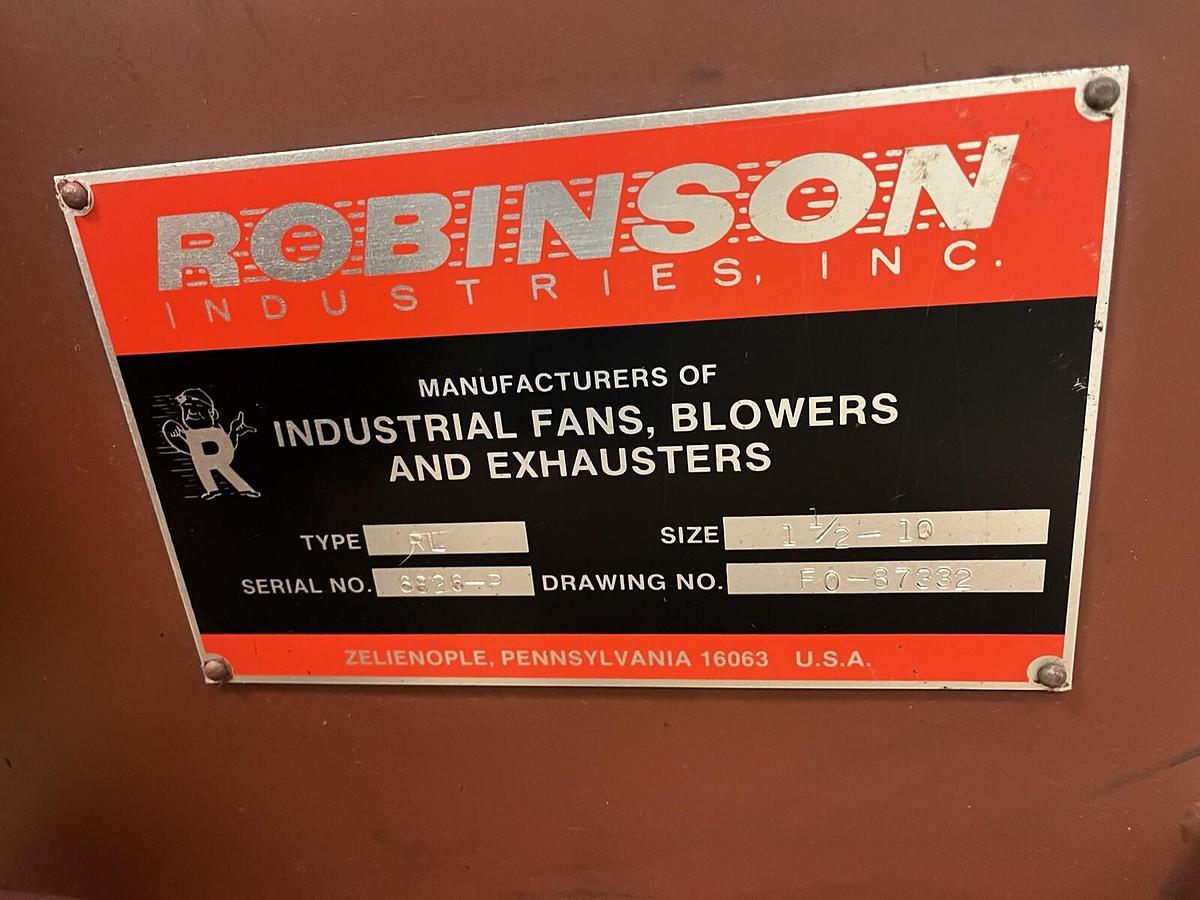 ROBINSON
INDUSTRIES, INC.
MANUFACTURERS OF
INDUSTRIAL FANS, BLOWERS
AND EXHAUSTERS
R
TYPE RL SIZE 1 1/2-10
SERIAL NO. DRAWING NO. FO-87332
ZELIENOPLE, PENNSYLVANIA 16063 U.S.A.